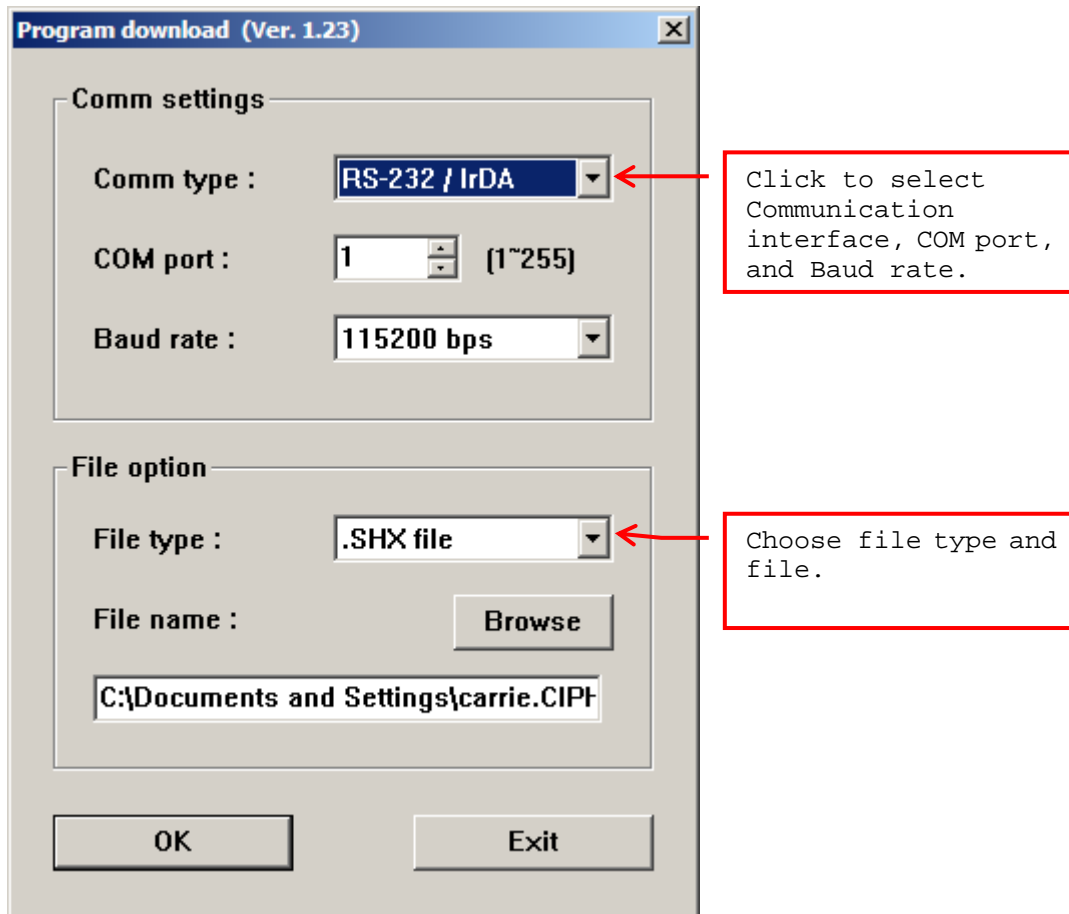 Program download (Ver. 1.23)
Comm settings
Comm type :
RS-232 / IrDA
COM port :
1
(1~255)
Baud rate :
115200 bps
Click to select
Communication
interface, COM port,
and Baud rate.
File option
File type :
.SHX file
Choose file type and
file.
File name :
Browse
C:\Documents and Settings\carrie.CIPH
OK
Exit